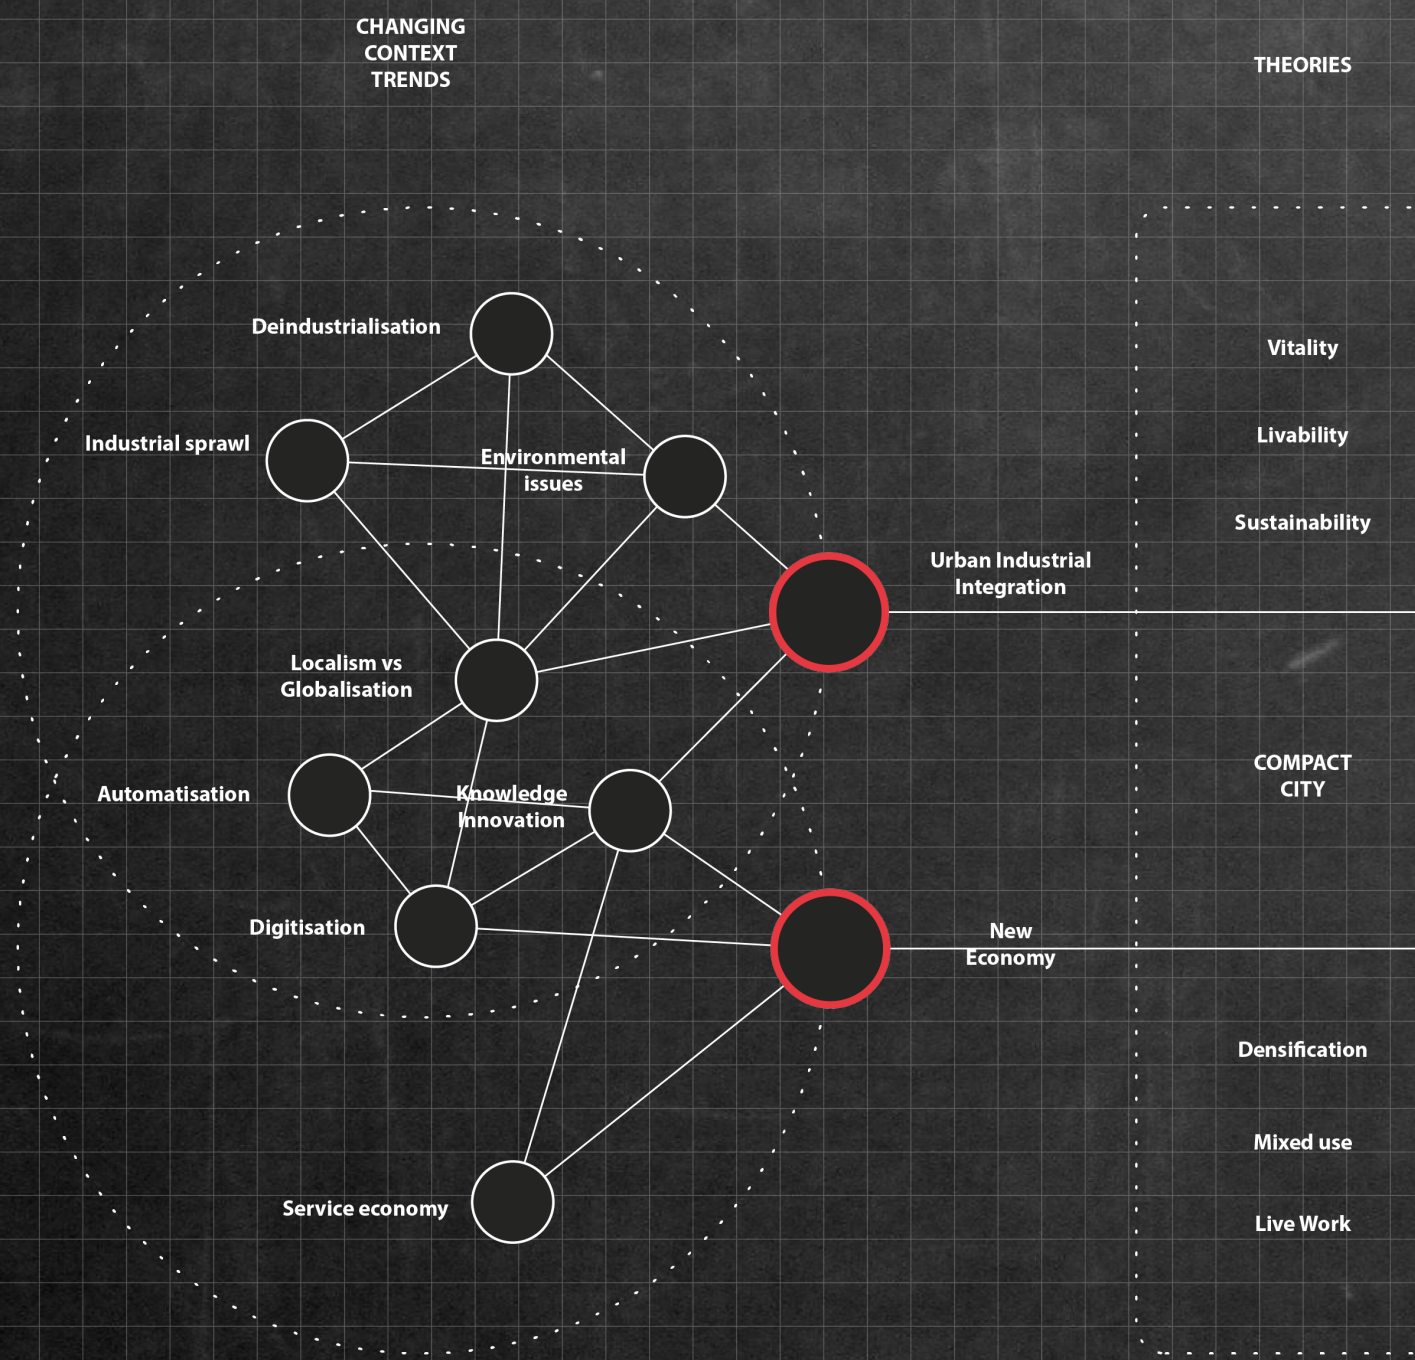 CHANGING
CONTEXT
TRENDS
THEORIES
Deindustrialisation
Industrial sprawl
Environmental
issues
Urban Industrial
Integration
Localism vs
Globalisation
Automatisation
Knowledge
Innovation
Digitisation
New
Economy
Service economy
Vitality
Livability
Sustainability
COMPACT
CITY
Densification
Mixed use
Live Work